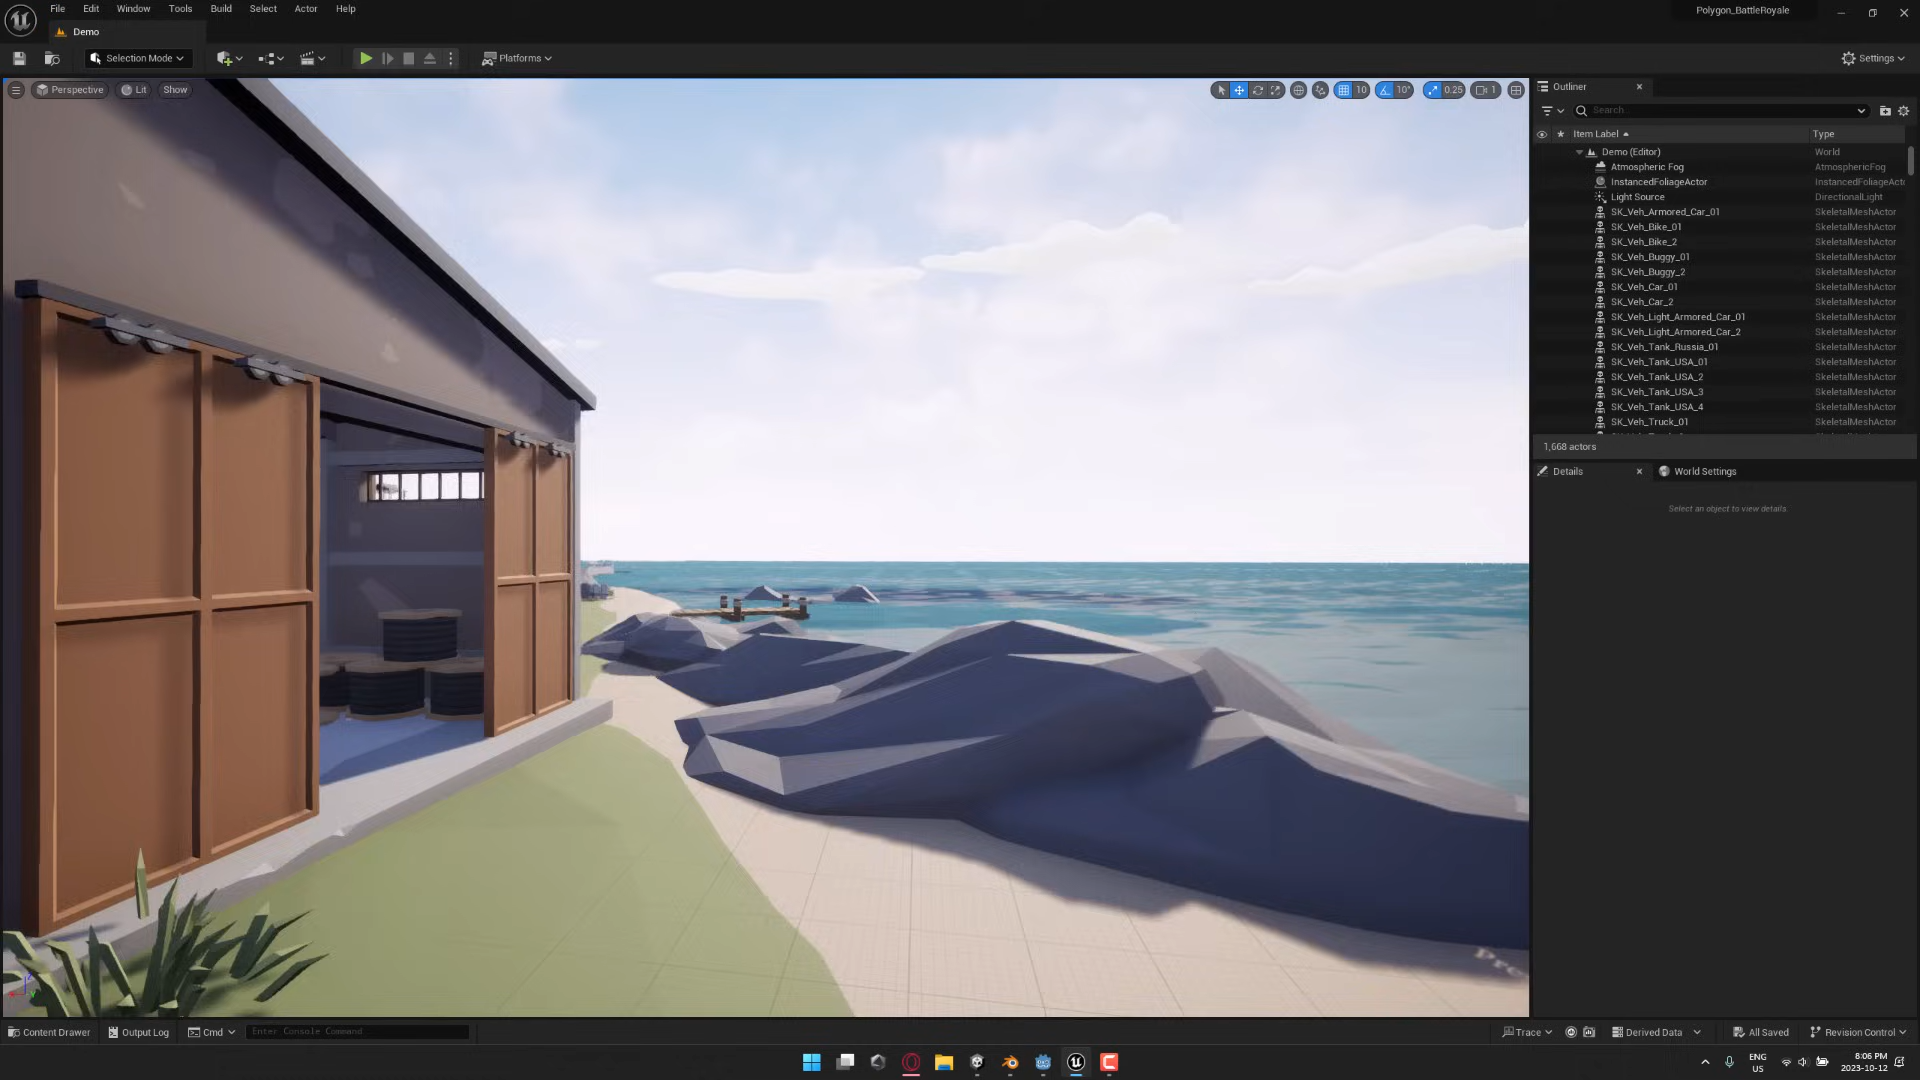 File Edit Window Tools Build Select Actor Help
Polygon_BattleRoyale
Demo
Selection Mode
Platforms
Settings
Perspective Lit Show
10 10° 0.25 1
Outliner
Search...
Item Label Type
Demo (Editor) World
Atmospheric Fog AtmosphericFog
InstancedFoliageActor InstancedFoliageActo
Light Source DirectionalLight
SK_Veh_Armored_Car_01 SkeletalMeshActor
SK_Veh_Bike_01 SkeletalMeshActor
SK_Veh_Bike_2 SkeletalMeshActor
SK_Veh_Buggy_01 SkeletalMeshActor
SK_Veh_Buggy_2 SkeletalMeshActor
SK_Veh_Car_01 SkeletalMeshActor
SK_Veh_Car_2 SkeletalMeshActor
SK_Veh_Light_Armored_Car_01 SkeletalMeshActor
SK_Veh_Light_Armored_Car_2 SkeletalMeshActor
SK_Veh_Tank_Russia_01 SkeletalMeshActor
SK_Veh_Tank_USA_01 SkeletalMeshActor
SK_Veh_Tank_USA_2 SkeletalMeshActor
SK_Veh_Tank_USA_3 SkeletalMeshActor
SK_Veh_Tank_USA_4 SkeletalMeshActor
SK_Veh_Truck_01 SkeletalMeshActor
1,668 actors
Details World Settings
Select an object to view details.
Content Drawer Output Log Cmd Enter Console Command
Trace Derived Data All Saved Revision Control
ENG
US
8:06 PM
2023-10-12